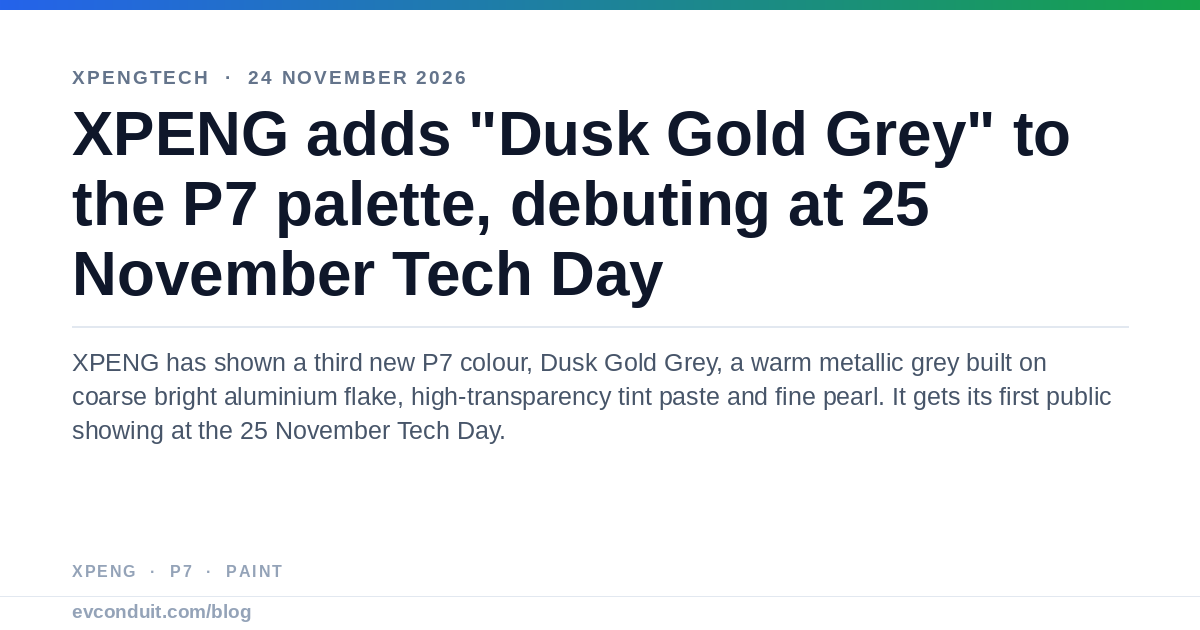 XPENGTECH · 24 NOVEMBER 2026
XPENG adds "Dusk Gold Grey" to
the P7 palette, debuting at 25
November Tech Day
XPENG has shown a third new P7 colour, Dusk Gold Grey, a warm metallic grey built on
coarse bright aluminium flake, high-transparency tint paste and fine pearl. It gets its first public
showing at the 25 November Tech Day.
XPENG · P7 · PAINT
evconduit.com/blog